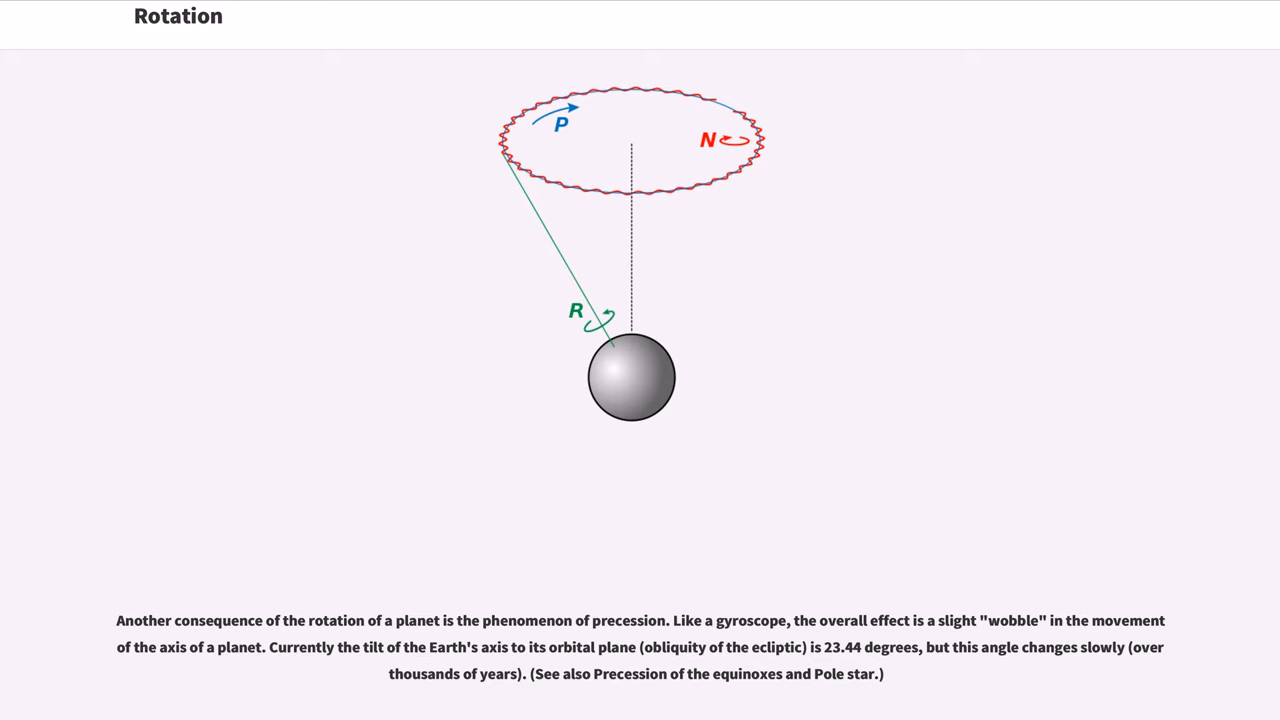 Rotation
P
N
R
Another consequence of the rotation of a planet is the phenomenon of precession. Like a gyroscope, the overall effect is a slight "wobble" in the movement
of the axis of a planet. Currently the tilt of the Earth's axis to its orbital plane (obliquity of the ecliptic) is 23.44 degrees, but this angle changes slowly (over
thousands of years). (See also Precession of the equinoxes and Pole star.)